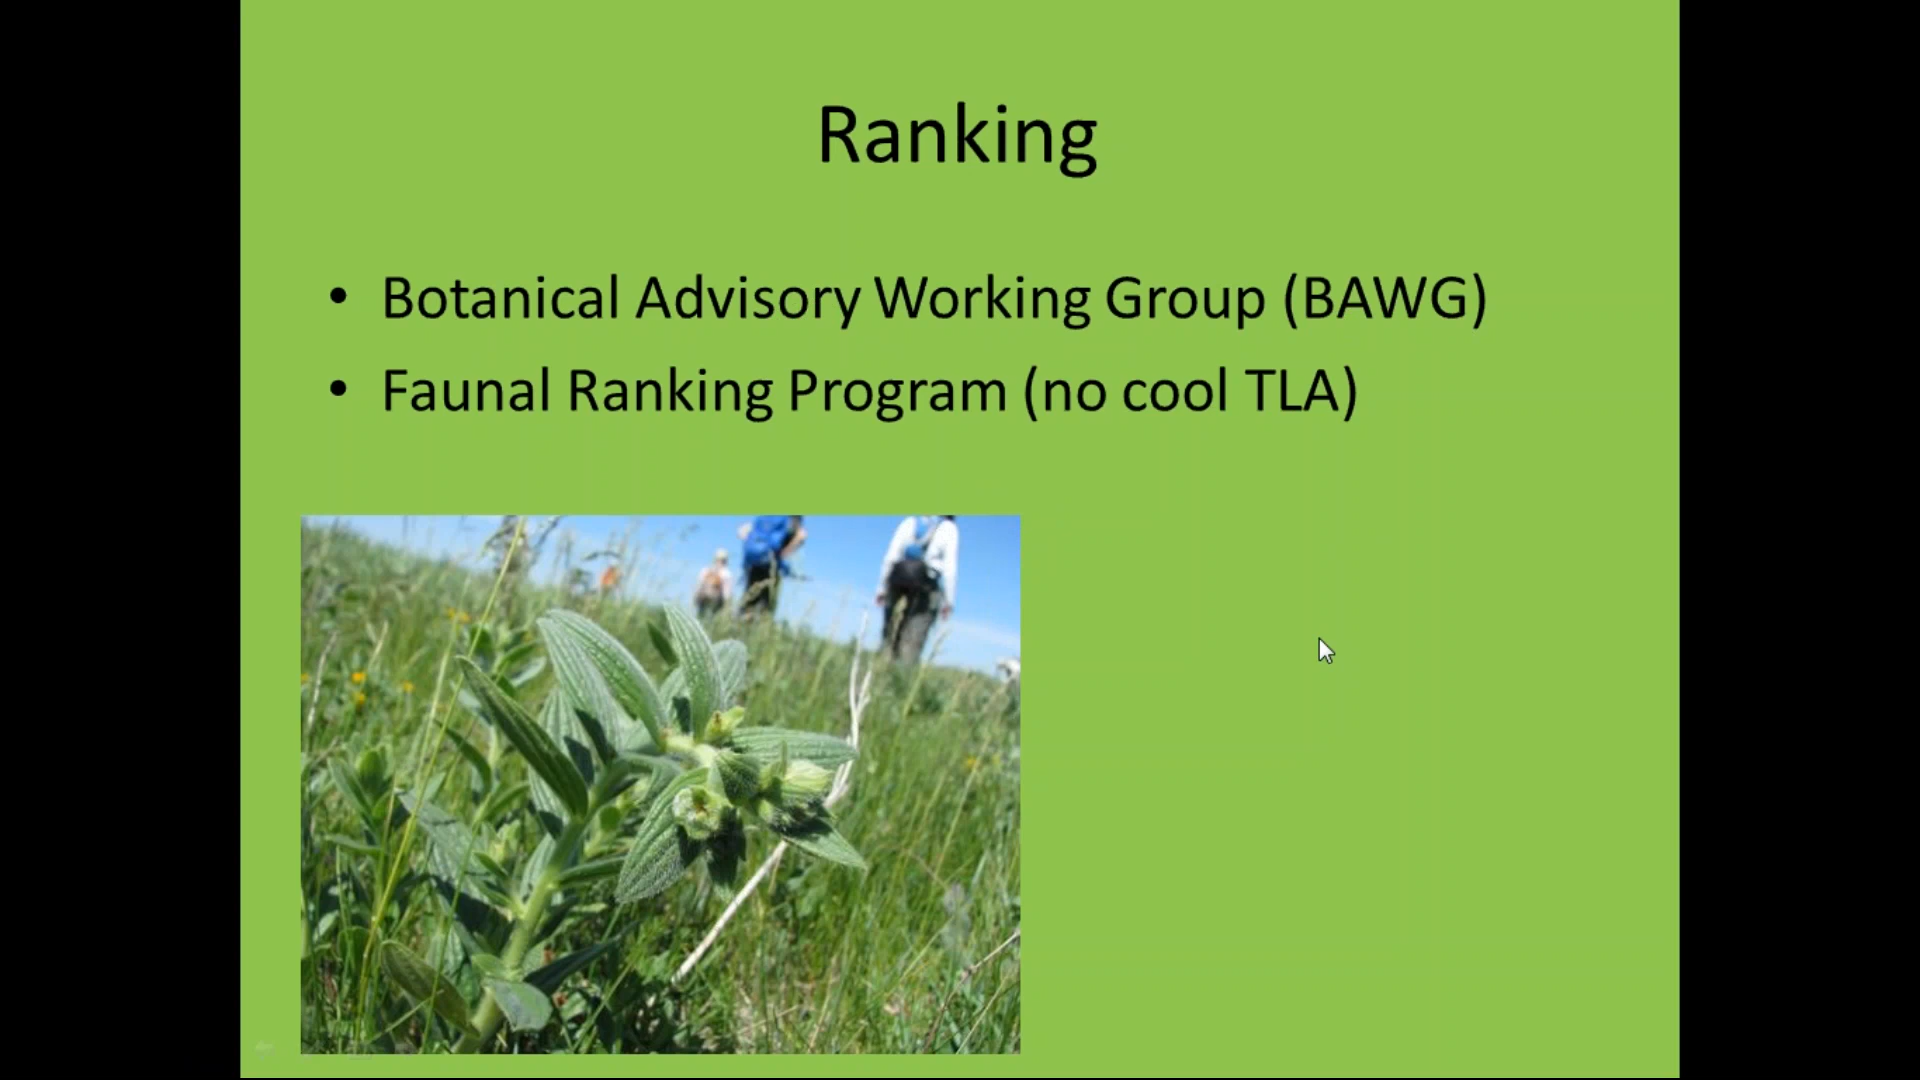 Ranking
• Botanical Advisory Working Group (BAWG)
• Faunal Ranking Program (no cool TLA)